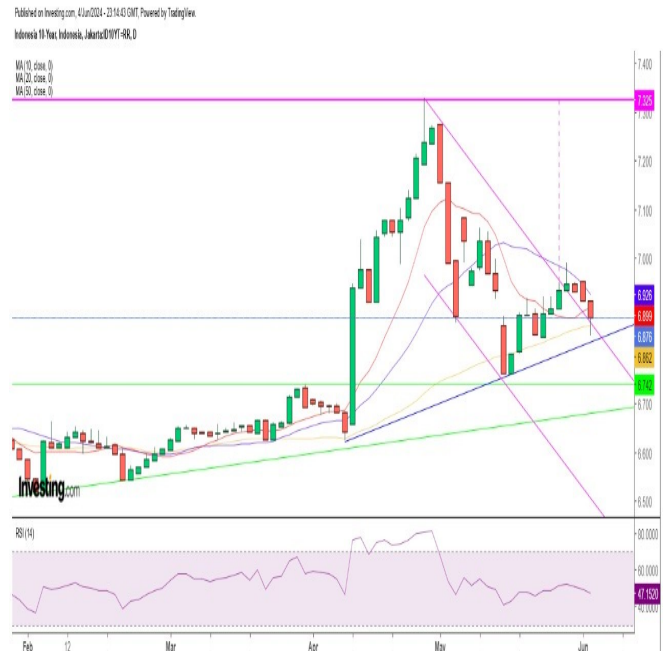 Published on Investing.com, 4/Jun/2024 - 23:14:43 GMT, Powered by TradingView.
Indonesia 10-Year, Indonesia, Jakarta:ID10YT=RR, D
MA (10, close, 0)
MA (20, close, 0)
MA (50, close, 0)
7.400
7.325
7.300
7.200
7.100
7.000
6.926
6.899
6.876
6.862
6.742
6.700
6.600
6.500
Investing.com
RSI (14)
80.0000
60.0000
47.1520
40.0000
Feb 12 Mar Apr May Jun